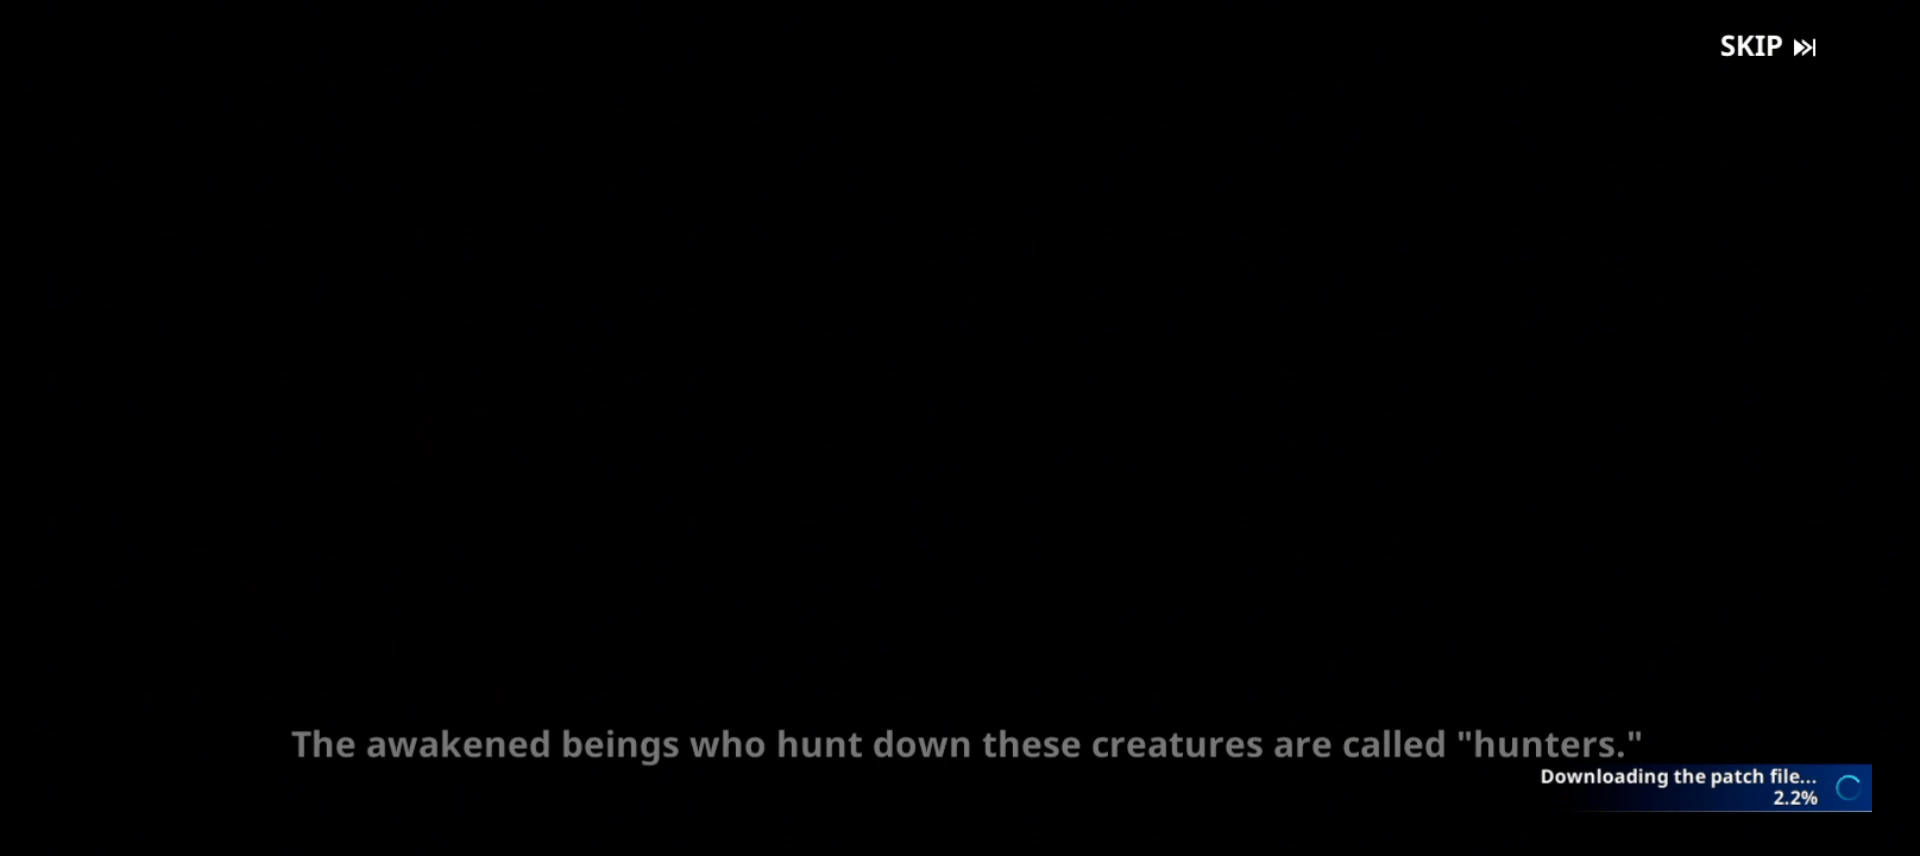 SKIP
The awakened beings who hunt down these creatures are called "hunters."
Downloading the patch file...
2.2%